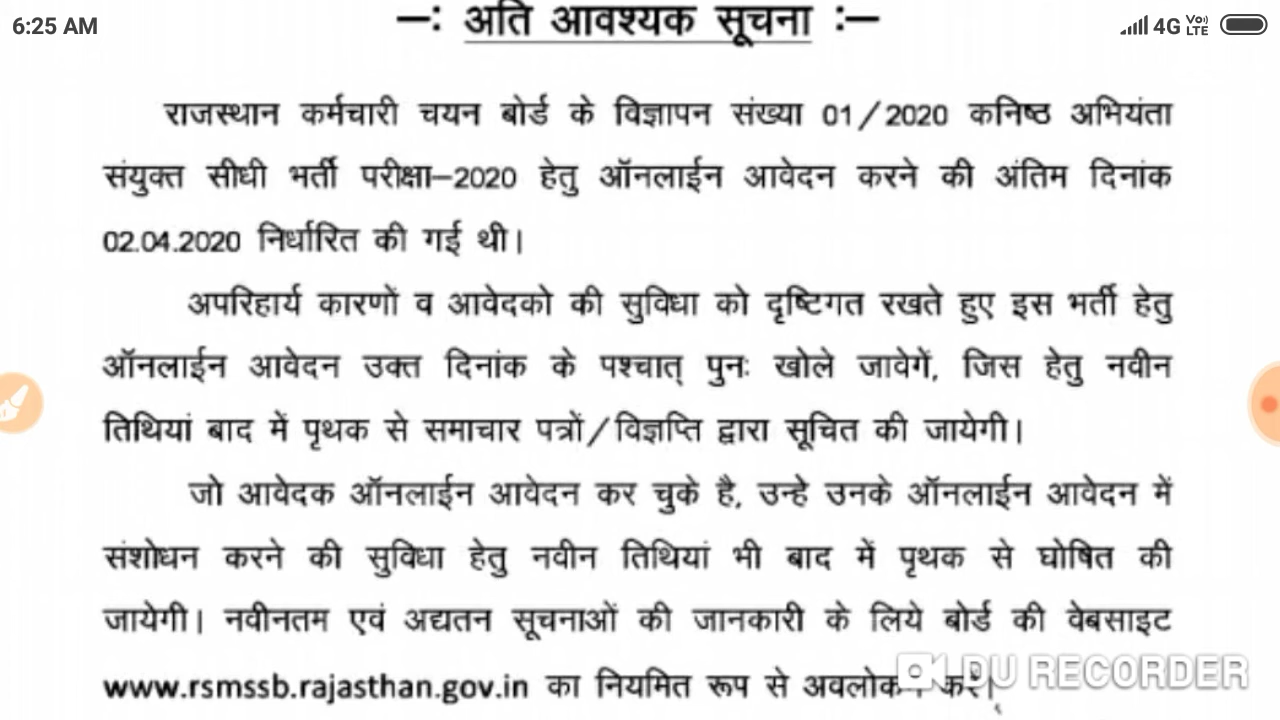 6:25 AM
4G VoLTE
—: अति आवश्यक सूचना :—
राजस्थान कर्मचारी चयन बोर्ड के विज्ञापन संख्या 01/2020 कनिष्ठ अभियंता
संयुक्त सीधी भर्ती परीक्षा–2020 हेतु ऑनलाईन आवेदन करने की अंतिम दिनांक
02.04.2020 निर्धारित की गई थी।
अपरिहार्य कारणों व आवेदको की सुविधा को दृष्टिगत रखते हुए इस भर्ती हेतु
ऑनलाईन आवेदन उक्त दिनांक के पश्चात् पुनः खोले जावेगें, जिस हेतु नवीन
तिथियां बाद में पृथक से समाचार पत्रों/विज्ञप्ति द्वारा सूचित की जायेगी।
जो आवेदक ऑनलाईन आवेदन कर चुके है, उन्हे उनके ऑनलाईन आवेदन में
संशोधन करने की सुविधा हेतु नवीन तिथियां भी बाद में पृथक से घोषित की
जायेगी। नवीनतम एवं अद्यतन सूचनाओं की जानकारी के लिये बोर्ड की वेबसाइट
www.rsmssb.rajasthan.gov.in का नियमित रूप से करें।
DU RECORDER